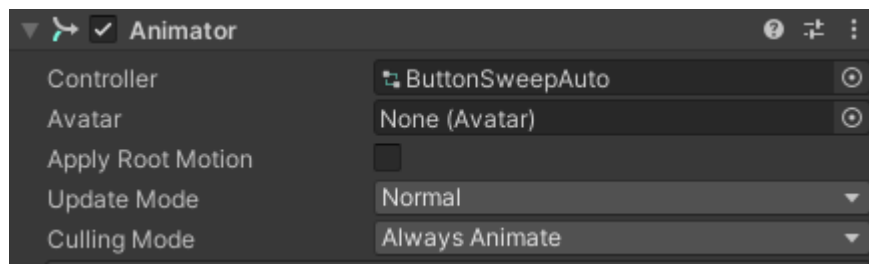 Animator
Controller ButtonSweepAuto
Avatar None (Avatar)
Apply Root Motion
Update Mode Normal
Culling Mode Always Animate